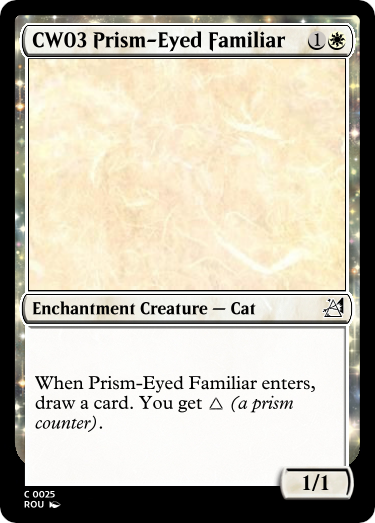 CW03 Prism-Eyed Familiar 1
Enchantment Creature — Cat
When Prism-Eyed Familiar enters,
draw a card. You get △ (a prism
counter).
1/1
C 0025
ROU